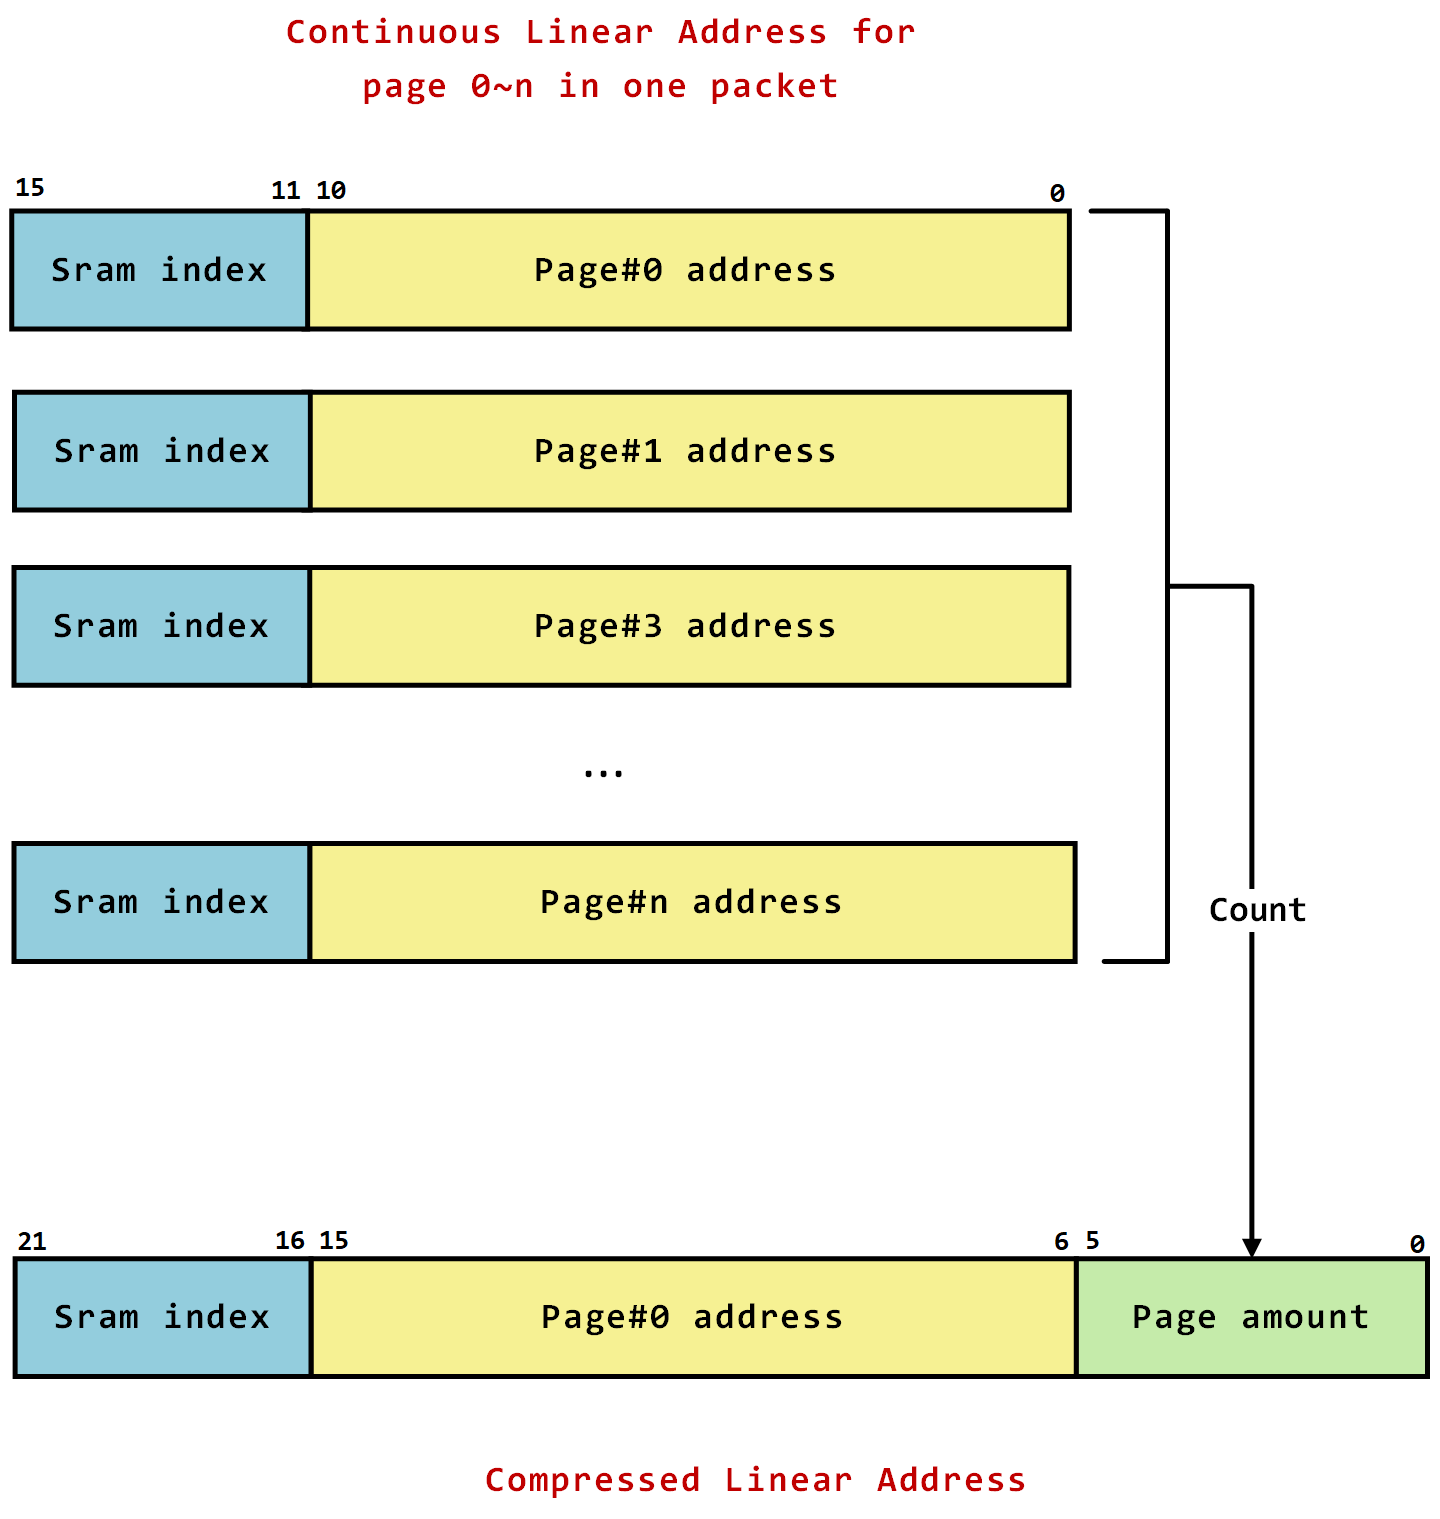 Continuous Linear Address for
page 0~n in one packet
15 11 10 0
Sram index Page#0 address
Sram index Page#1 address
Sram index Page#3 address
...
Sram index Page#n address
Count
21 16 15 6 5 0
Sram index Page#0 address Page amount
Compressed Linear Address